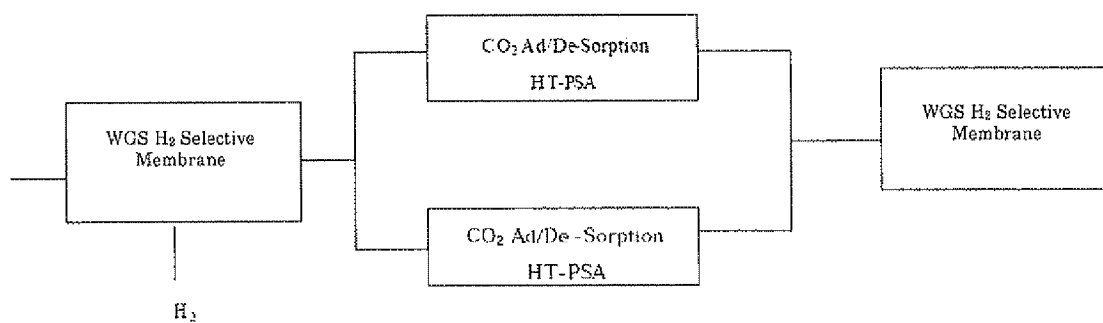 WGS H₂ Selective
Membrane
H₂
CO₂ Ad/De-Sorption
HT-PSA
CO₂ Ad/De-Sorption
HT-PSA
WGS H₂ Selective
Membrane